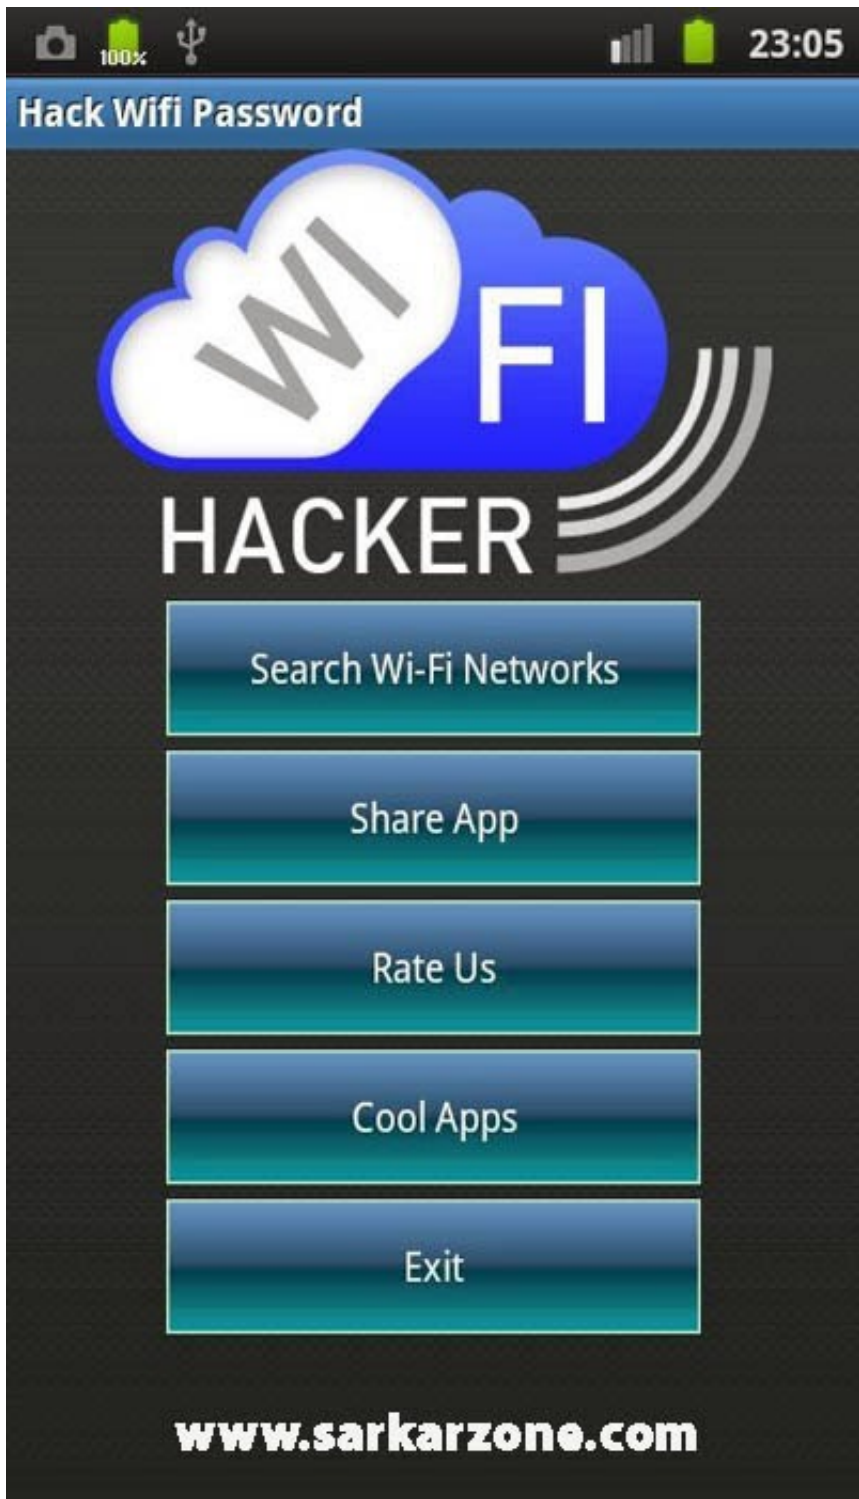 100%
23:05
Hack Wifi Password
WI
FI
HACKER
Search Wi-Fi Networks
Share App
Rate Us
Cool Apps
Exit
www.sarkarzone.com